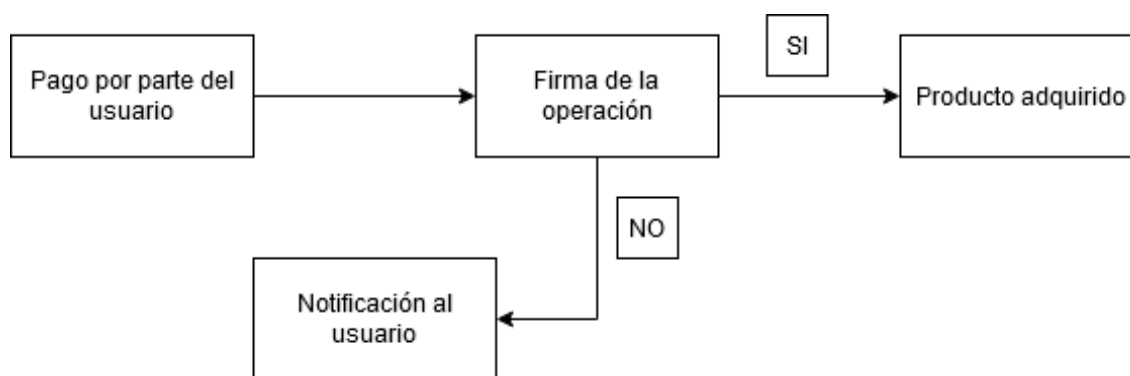 SI
Pago por parte del
usuario
Firma de la
operación
Producto adquirido
NO
Notificación al
usuario